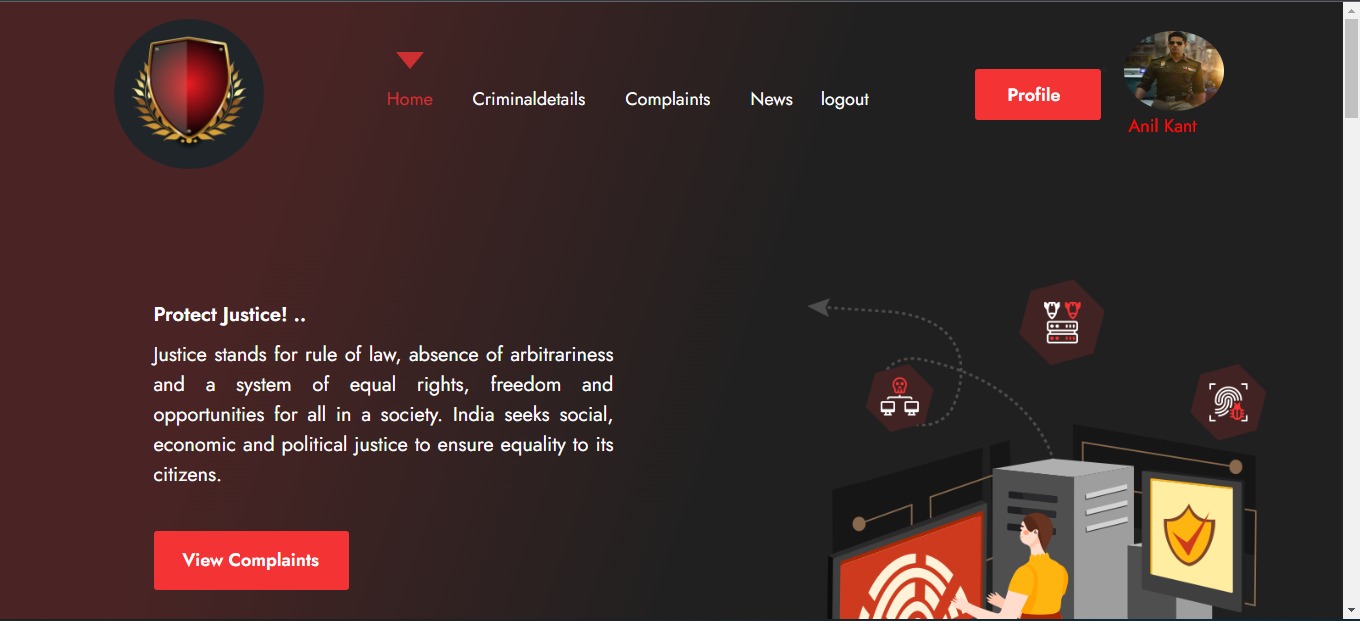 Home Criminaldetails Complaints News logout Profile
Anil Kant
Protect Justice! ..
Justice stands for rule of law, absence of arbitrariness
and a system of equal rights, freedom and
opportunities for all in a society. India seeks social,
economic and political justice to ensure equality to its
citizens.
View Complaints